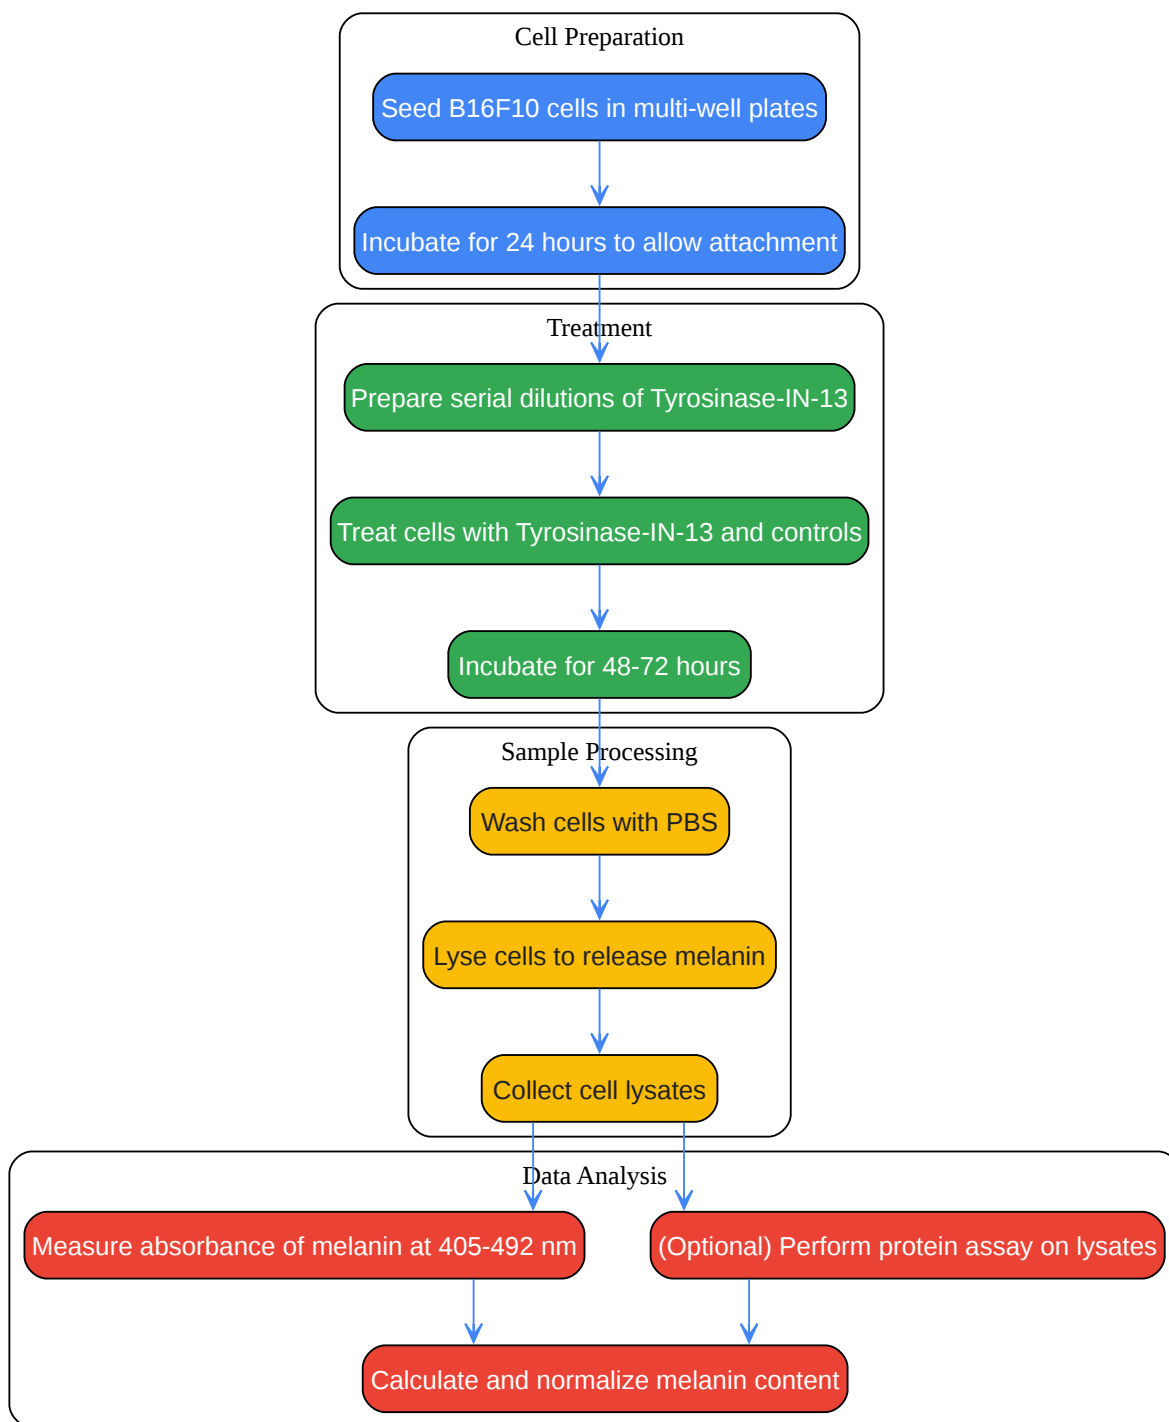 Cell Preparation
Seed B16F10 cells in multi-well plates
Incubate for 24 hours to allow attachment
Treatment
Prepare serial dilutions of Tyrosinase-IN-13
Treat cells with Tyrosinase-IN-13 and controls
Incubate for 48-72 hours
Sample Processing
Wash cells with PBS
Lyse cells to release melanin
Collect cell lysates
Data Analysis
Measure absorbance of melanin at 405-492 nm
(Optional) Perform protein assay on lysates
Calculate and normalize melanin content